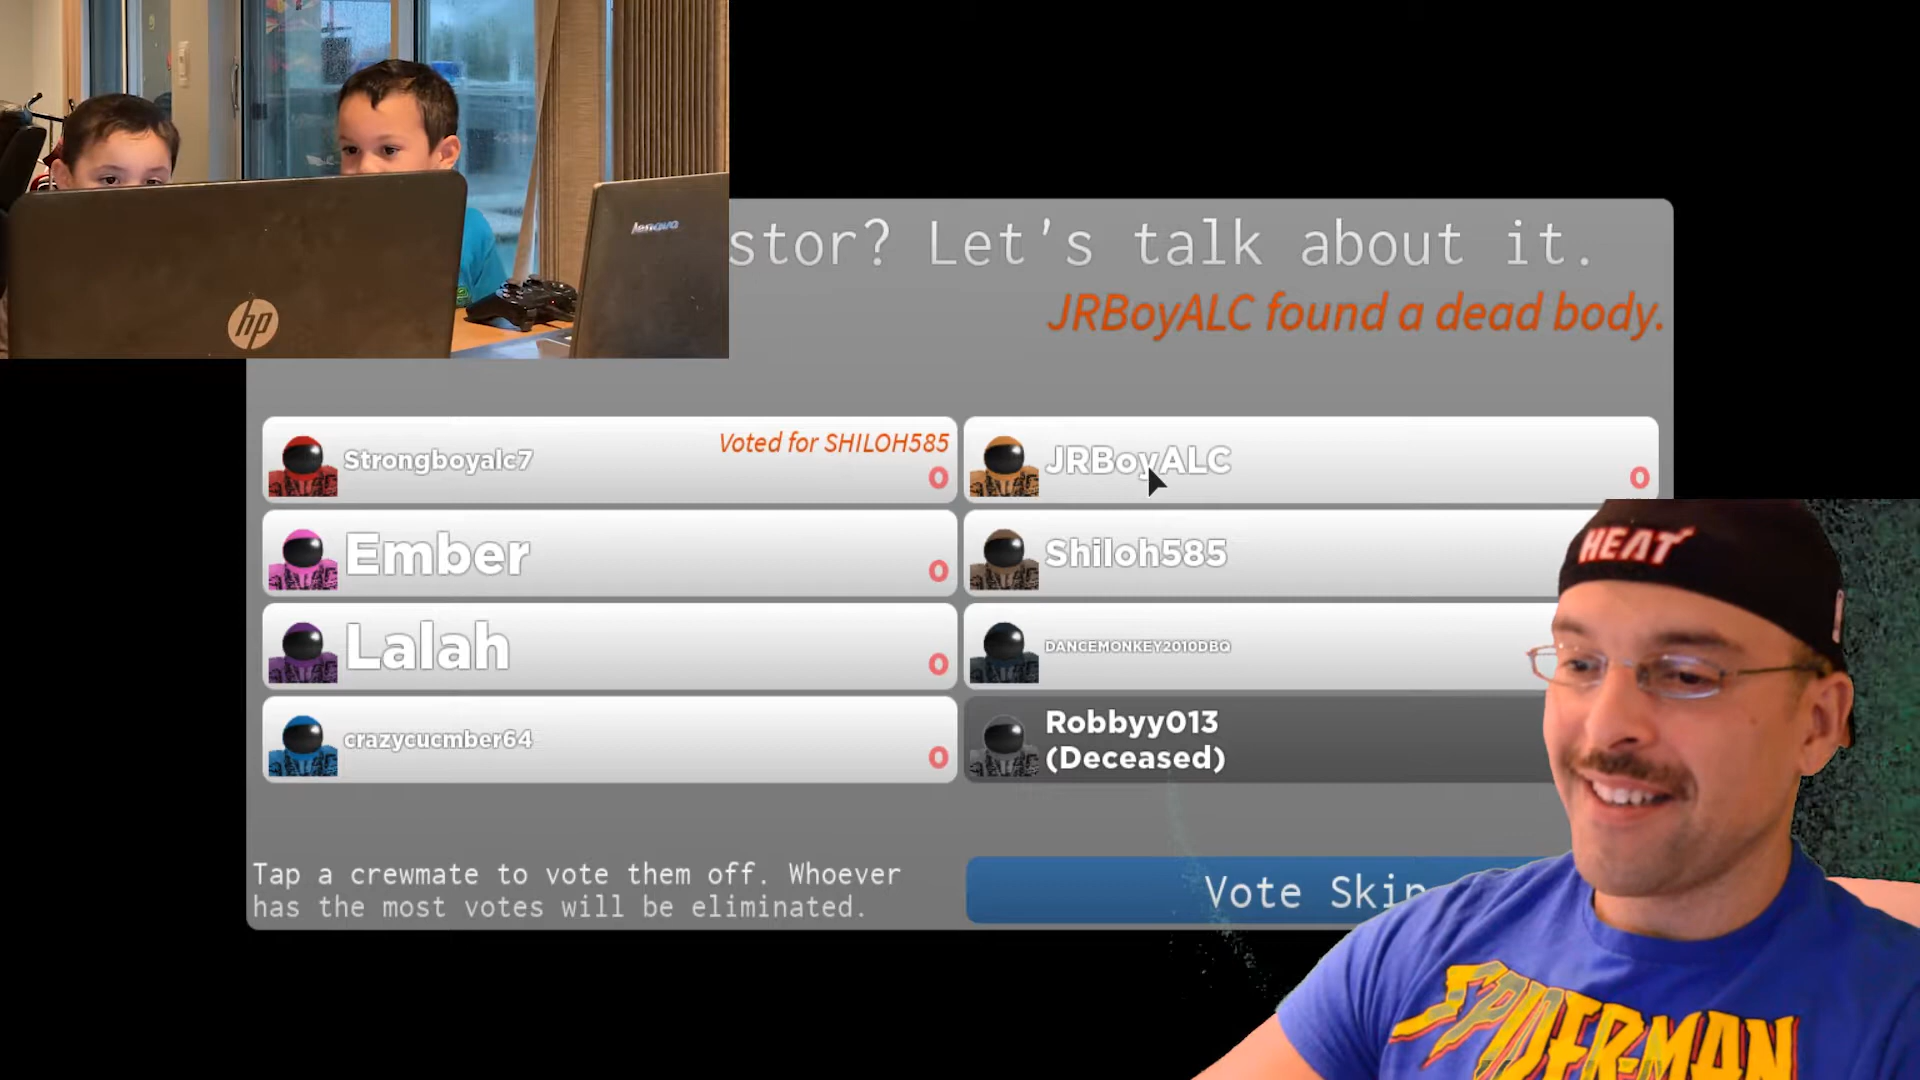 lenovo
hp
stor? Let's talk about it.
JRBoyALC found a dead body.
Strongboyalc7
Voted for SHILOH585
0
JRBoyALC
0
Ember
0
Shiloh585
Lalah
0
DANCEMONKEY2010DBQ
crazycucmber64
0
Robbyy013
(Deceased)
Tap a crewmate to vote them off. Whoever
has the most votes will be eliminated.
Vote Skip
HEAT
SPIDER-MAN